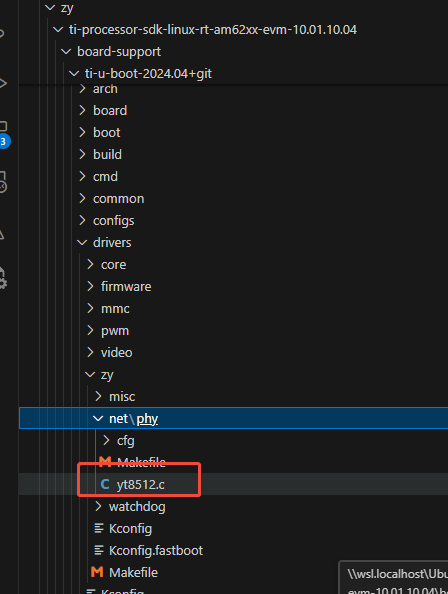 zy
ti-processor-sdk-linux-rt-am62xx-evm-10.01.10.04
board-support
ti-u-boot-2024.04+git
arch
board
boot
build
cmd
common
configs
drivers
core
firmware
mmc
pwm
video
zy
misc
net\phy
cfg
Makefile
yt8512.c
watchdog
Kconfig
Kconfig.fastboot
Makefile
Kconfig
3
\\wsl.localhost\Ubu
evm-10.01.10.04\b